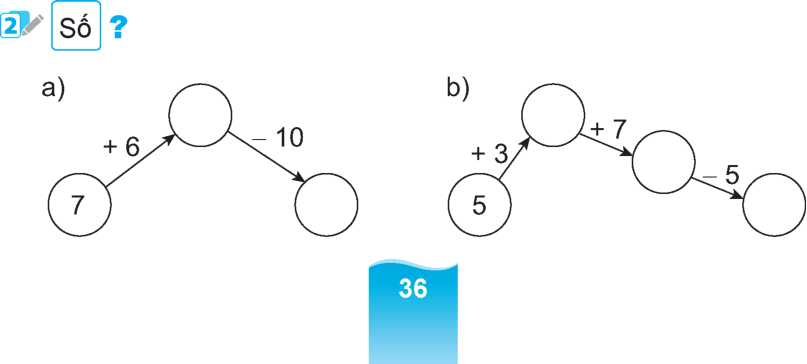 2 Số ?
a)
+ 6
– 10
7
b)
+ 3
+ 7
– 5
5
36